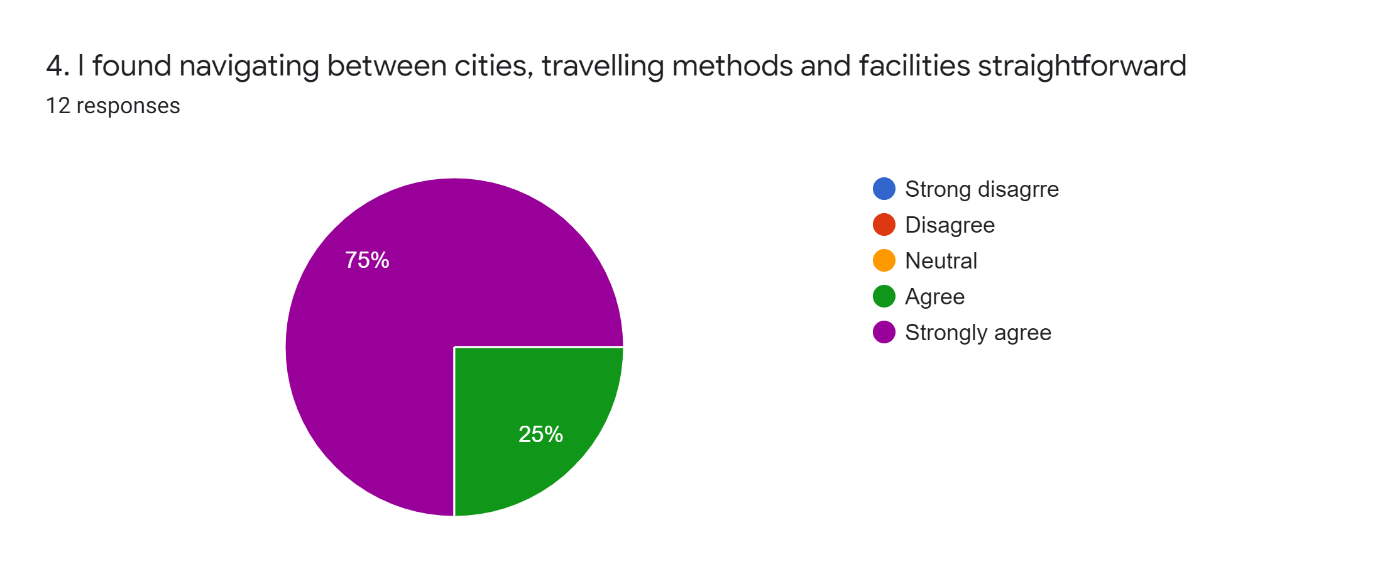 4. I found navigating between cities, travelling methods and facilities straightforward
12 responses
75%
25%
Strong disagrre
Disagree
Neutral
Agree
Strongly agree